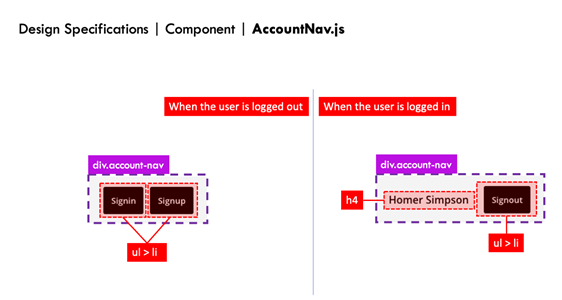 Design Specifications | Component | AccountNav.js
When the user is logged out
When the user is logged in
div.account-nav
Signin Signup
ul > li
div.account-nav
h4
Homer Simpson
Signout
ul > li